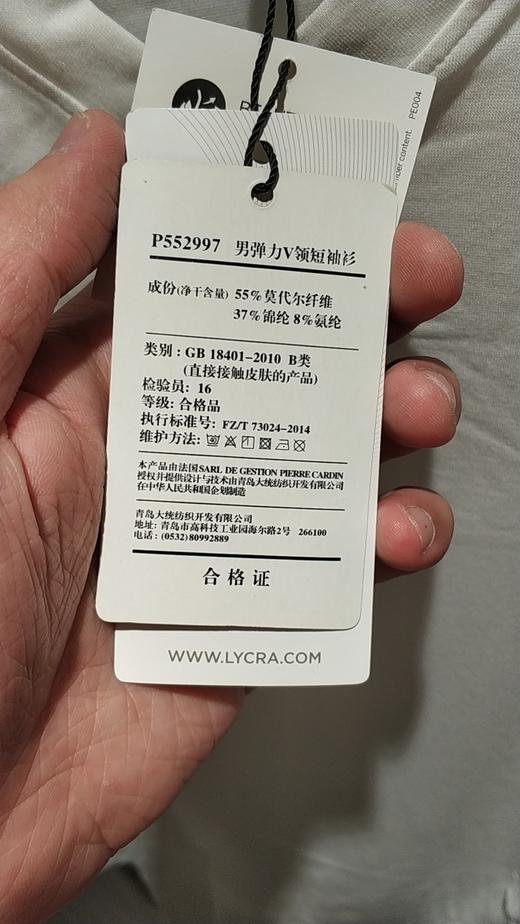 PE004
ber content.
P552997 男弹力V领短袖衫
成份(净干含量) 55%莫代尔纤维
37%锦纶 8%氨纶
类别：GB 18401-2010 B类
(直接接触皮肤的产品)
检验员: 16
等级: 合格品
执行标准号: FZ/T 73024-2014
维护方法:
本产品由法国SARL DE GESTION PIERRE CARDIN
授权并提供设计与技术由青岛大统纺织开发有限公司
在中华人民共和国企划制造
青岛大统纺织开发有限公司
地址: 青岛市高科技工业园海尔路2号 266100
电话: (0532)80992889
合格证
WWW.LYCRA.COM